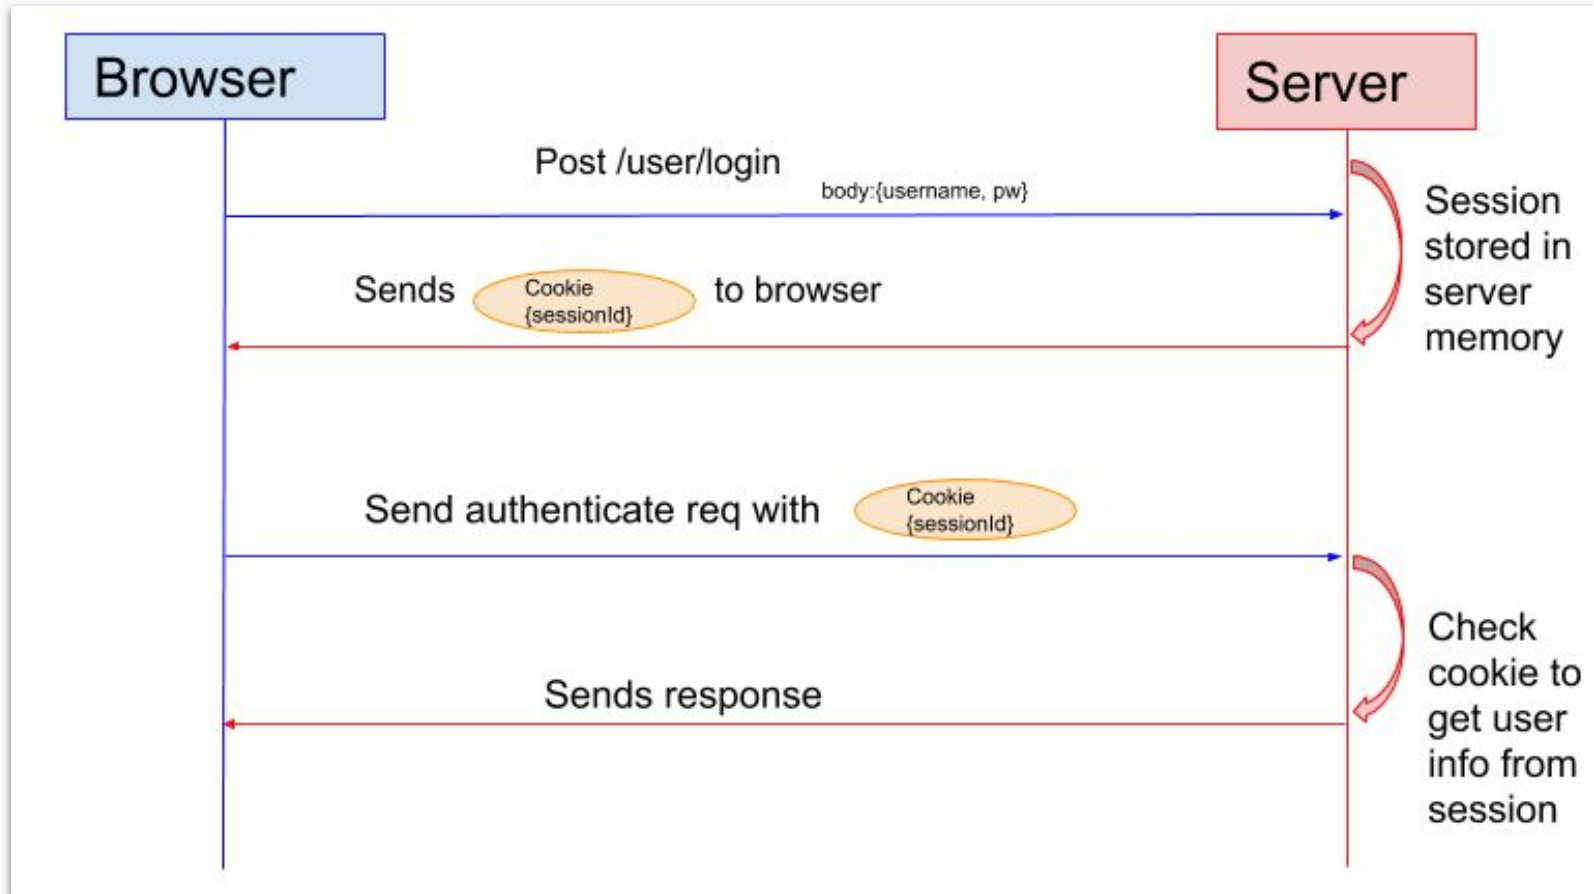 Browser
Server
Post /user/login
body:{username, pw}
Session
stored in
server
memory
Sends
Cookie
{sessionId}
to browser
Send authenticate req with
Cookie
{sessionId}
Check
cookie to
get user
info from
session
Sends response